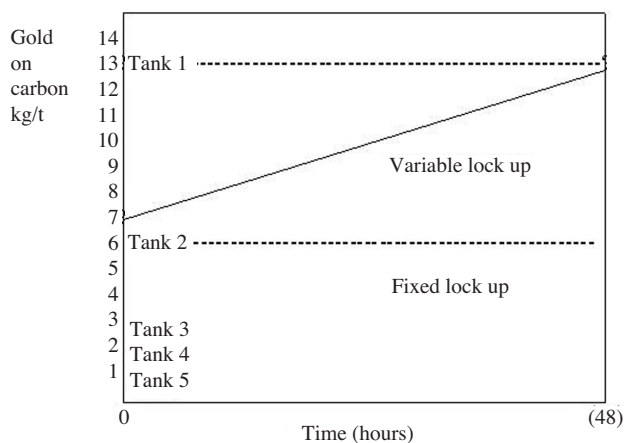 Gold
on
carbon
kg/t
14
13
12
11
10
9
8
7
6
5
4
3
2
1
Tank 1
Variable lock up
Tank 2
Fixed lock up
Tank 3
Tank 4
Tank 5
0
(48)
Time (hours)